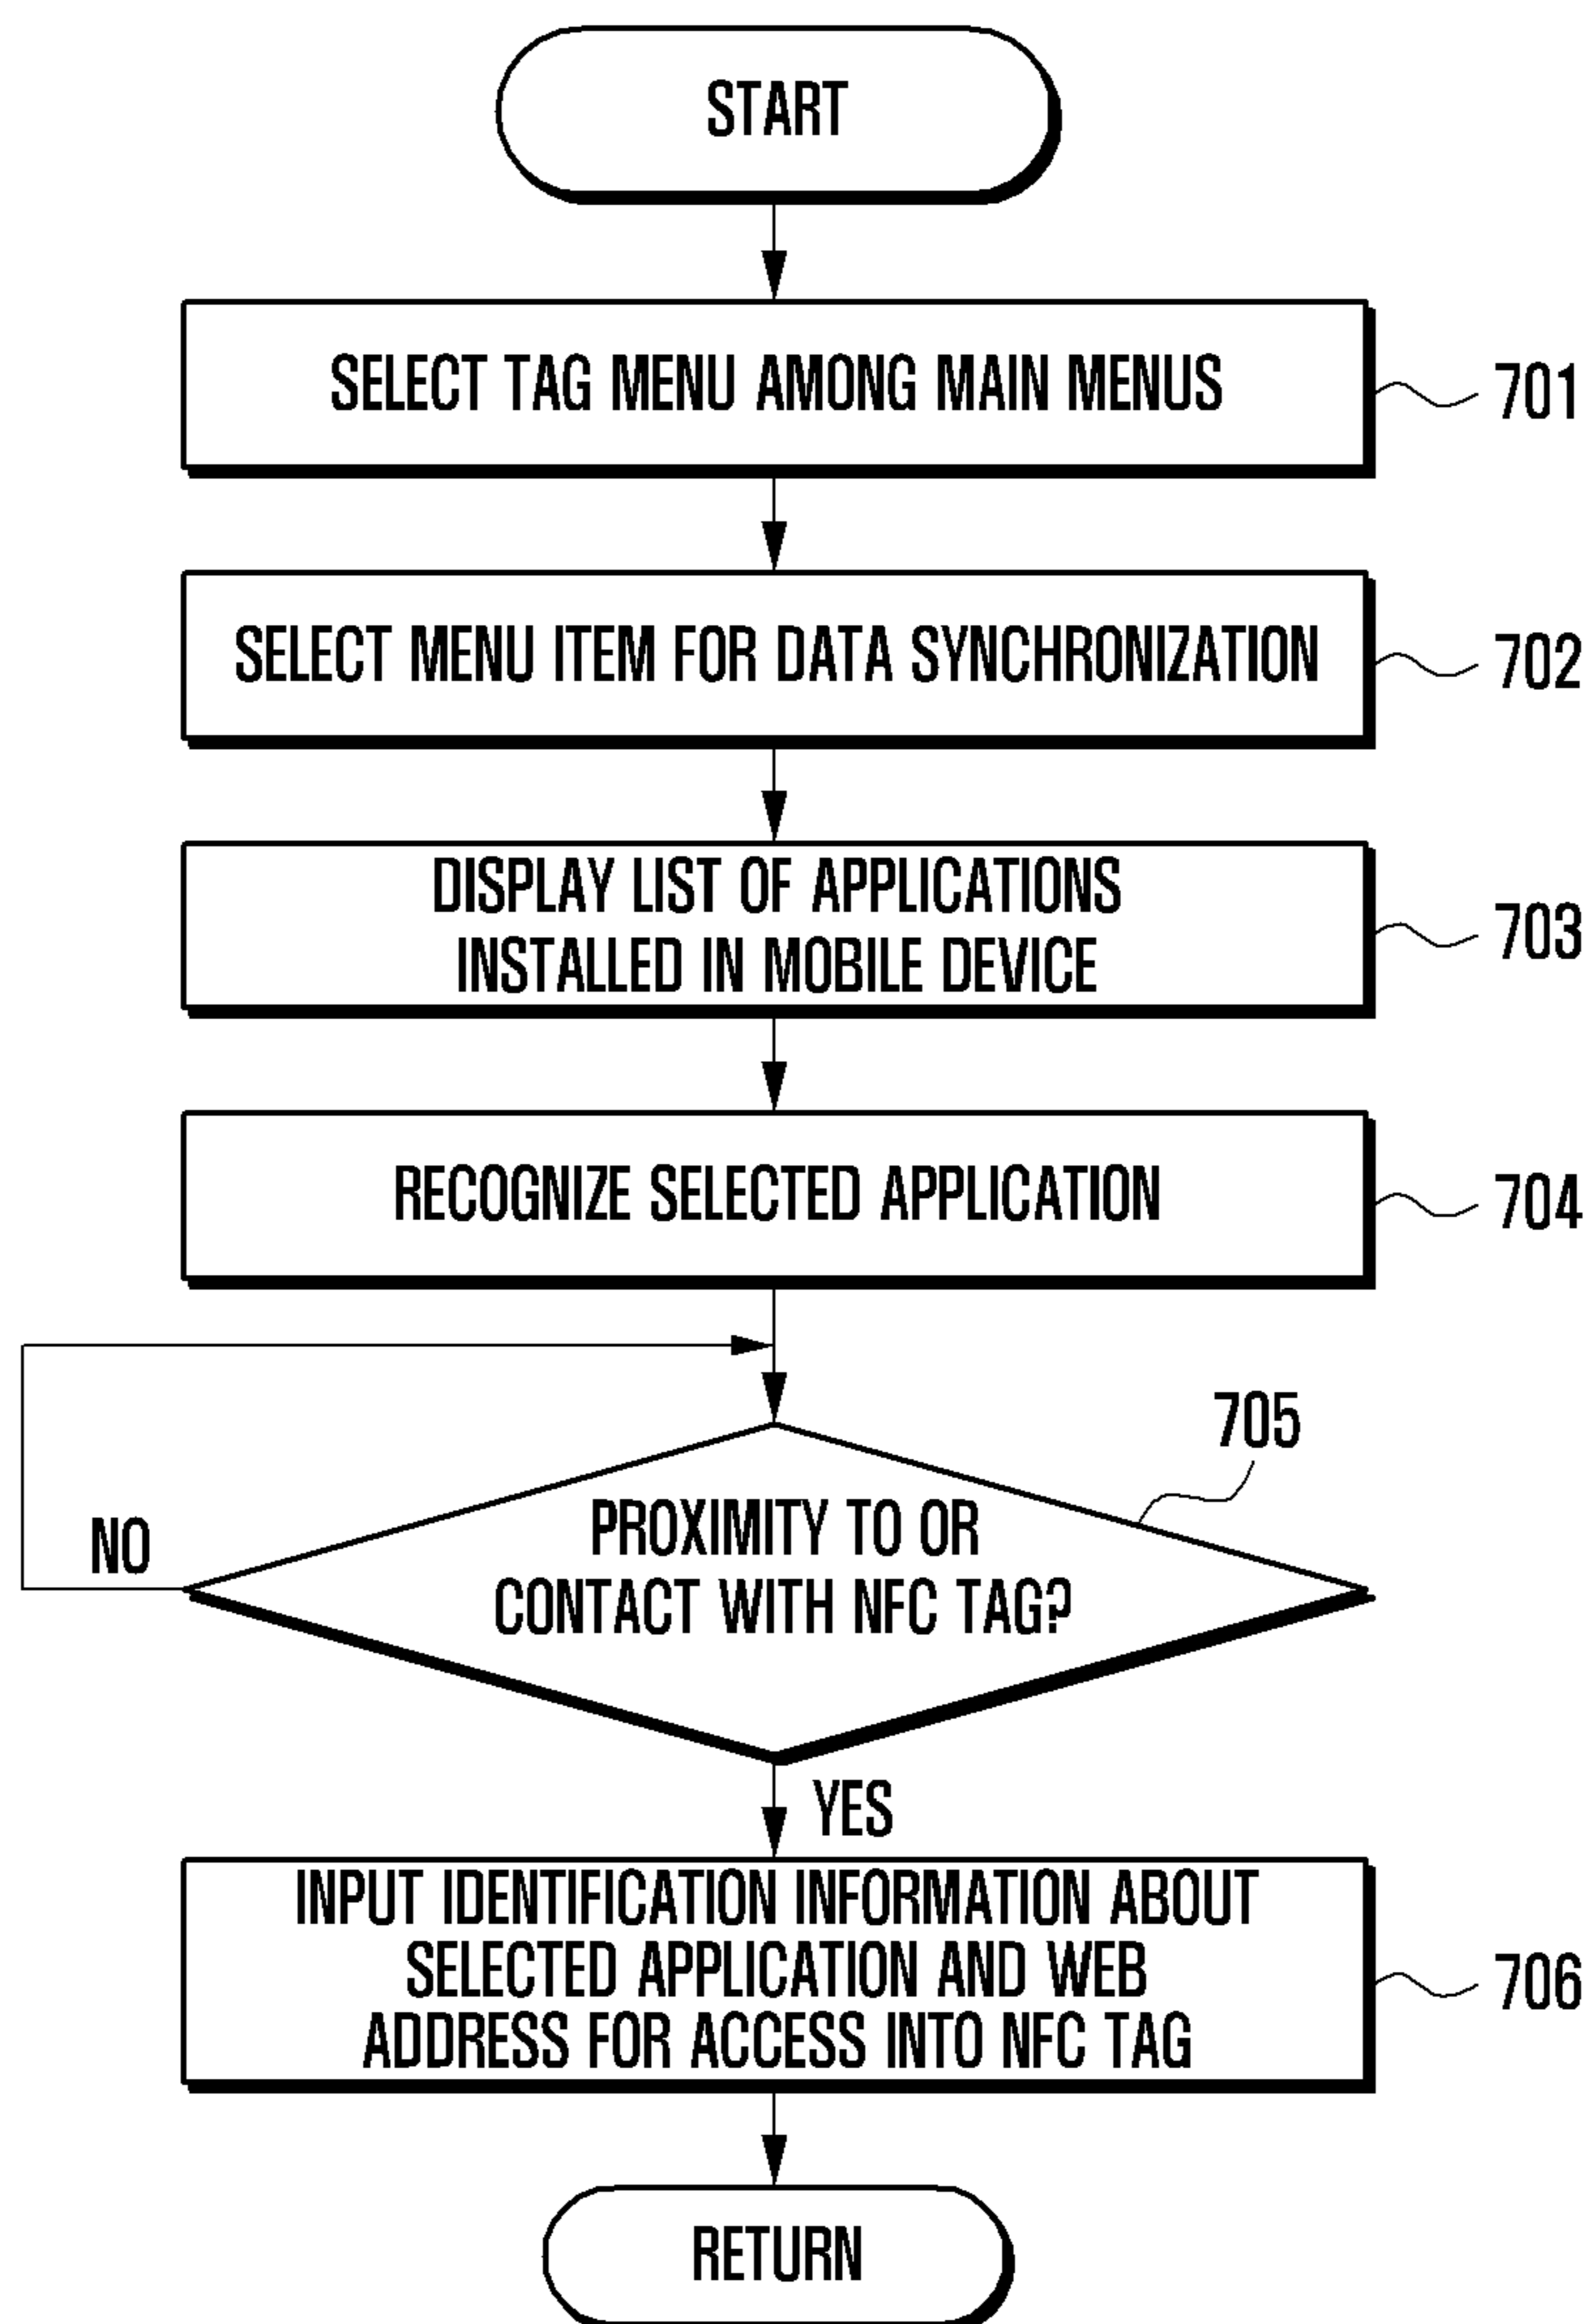 START
SELECT TAG MENU AMONG MAIN MENUS
701
SELECT MENU ITEM FOR DATA SYNCHRONIZATION
702
DISPLAY LIST OF APPLICATIONS
INSTALLED IN MOBILE DEVICE
703
RECOGNIZE SELECTED APPLICATION
704
705
PROXIMITY TO OR
CONTACT WITH NFC TAG?
NO
YES
INPUT IDENTIFICATION INFORMATION ABOUT
SELECTED APPLICATION AND WEB
ADDRESS FOR ACCESS INTO NFC TAG
706
RETURN